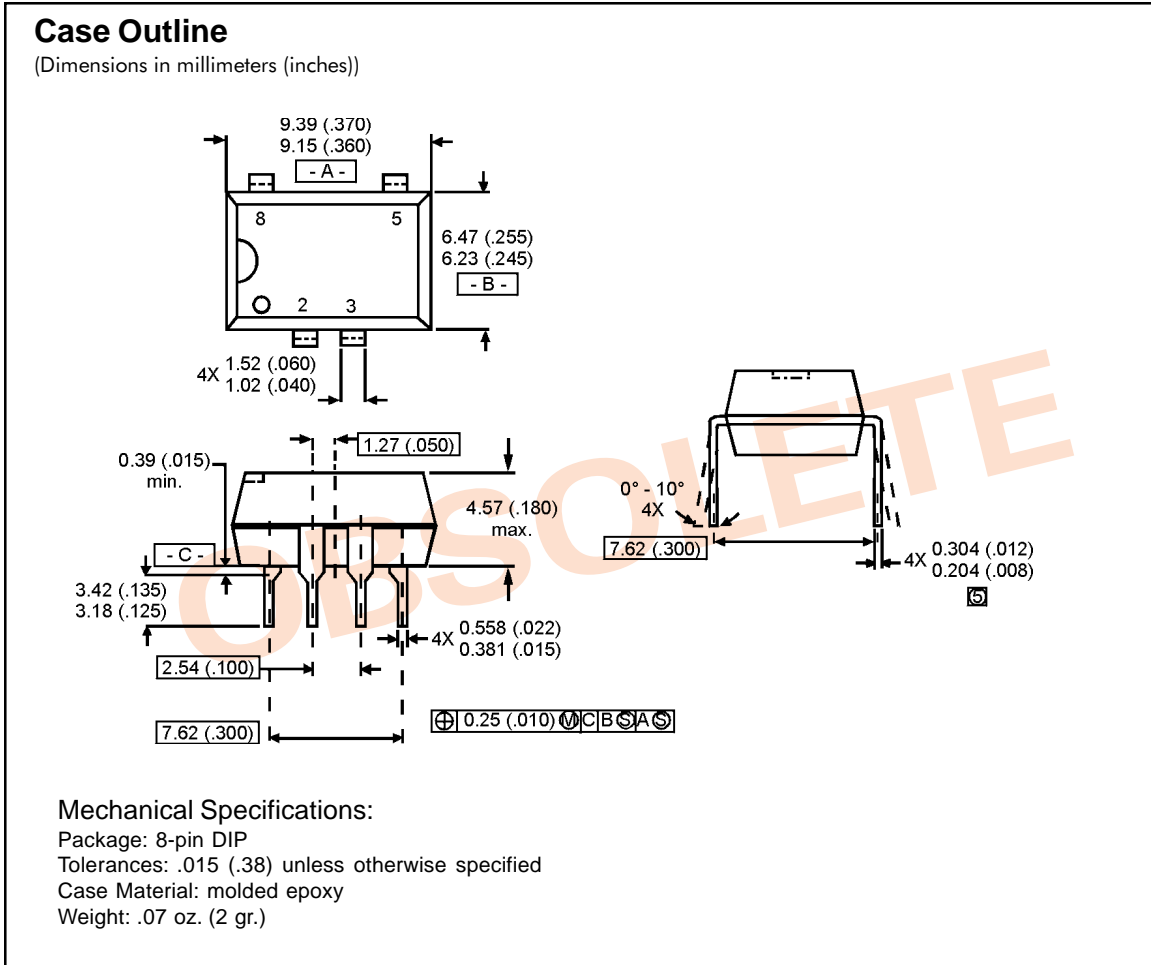 Case Outline
(Dimensions in millimeters (inches))
9.39 (.370)
9.15 (.360)
- A -
8 5
6.47 (.255)
6.23 (.245)
- B -
2 3
4X 1.52 (.060)
1.02 (.040)
1.27 (.050)
0.39 (.015)
min.
4.57 (.180)
max.
- C -
3.42 (.135)
3.18 (.125)
4X 0.558 (.022)
0.381 (.015)
2.54 (.100)
7.62 (.300)
⌖ 0.25 (.010) Ⓜ C B Ⓢ A Ⓢ
0° - 10°
4X
7.62 (.300)
4X 0.304 (.012)
0.204 (.008)
⑤
OBSOLETE
Mechanical Specifications:
Package: 8-pin DIP
Tolerances: .015 (.38) unless otherwise specified
Case Material: molded epoxy
Weight: .07 oz. (2 gr.)